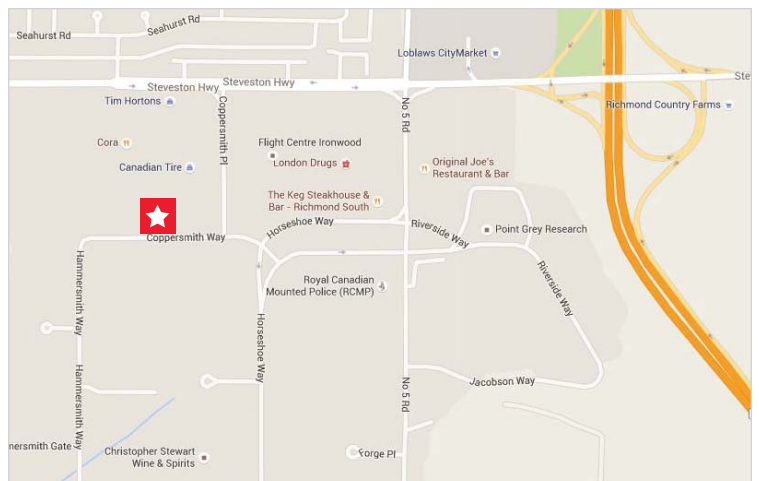 Seahurst Rd
Seahurst Rd
Loblaws CityMarket
Steveston Hwy
Steveston Hwy
Ste
Tim Hortons
Coppersmith Pl
No 5 Rd
Richmond Country Farms
Cora
Flight Centre Ironwood
London Drugs
Canadian Tire
Original Joe's
Restaurant & Bar
The Keg Steakhouse &
Bar - Richmond South
Horseshoe Way
Coppersmith Way
Riverside Way
Point Grey Research
Hammersmith Way
Royal Canadian
Mounted Police (RCMP)
Riverside Way
Horseshoe Way
Hammersmith Way
No 5 Rd
Jacobson Way
mersmith Gate
Christopher Stewart
Wine & Spirits
Forge Pl